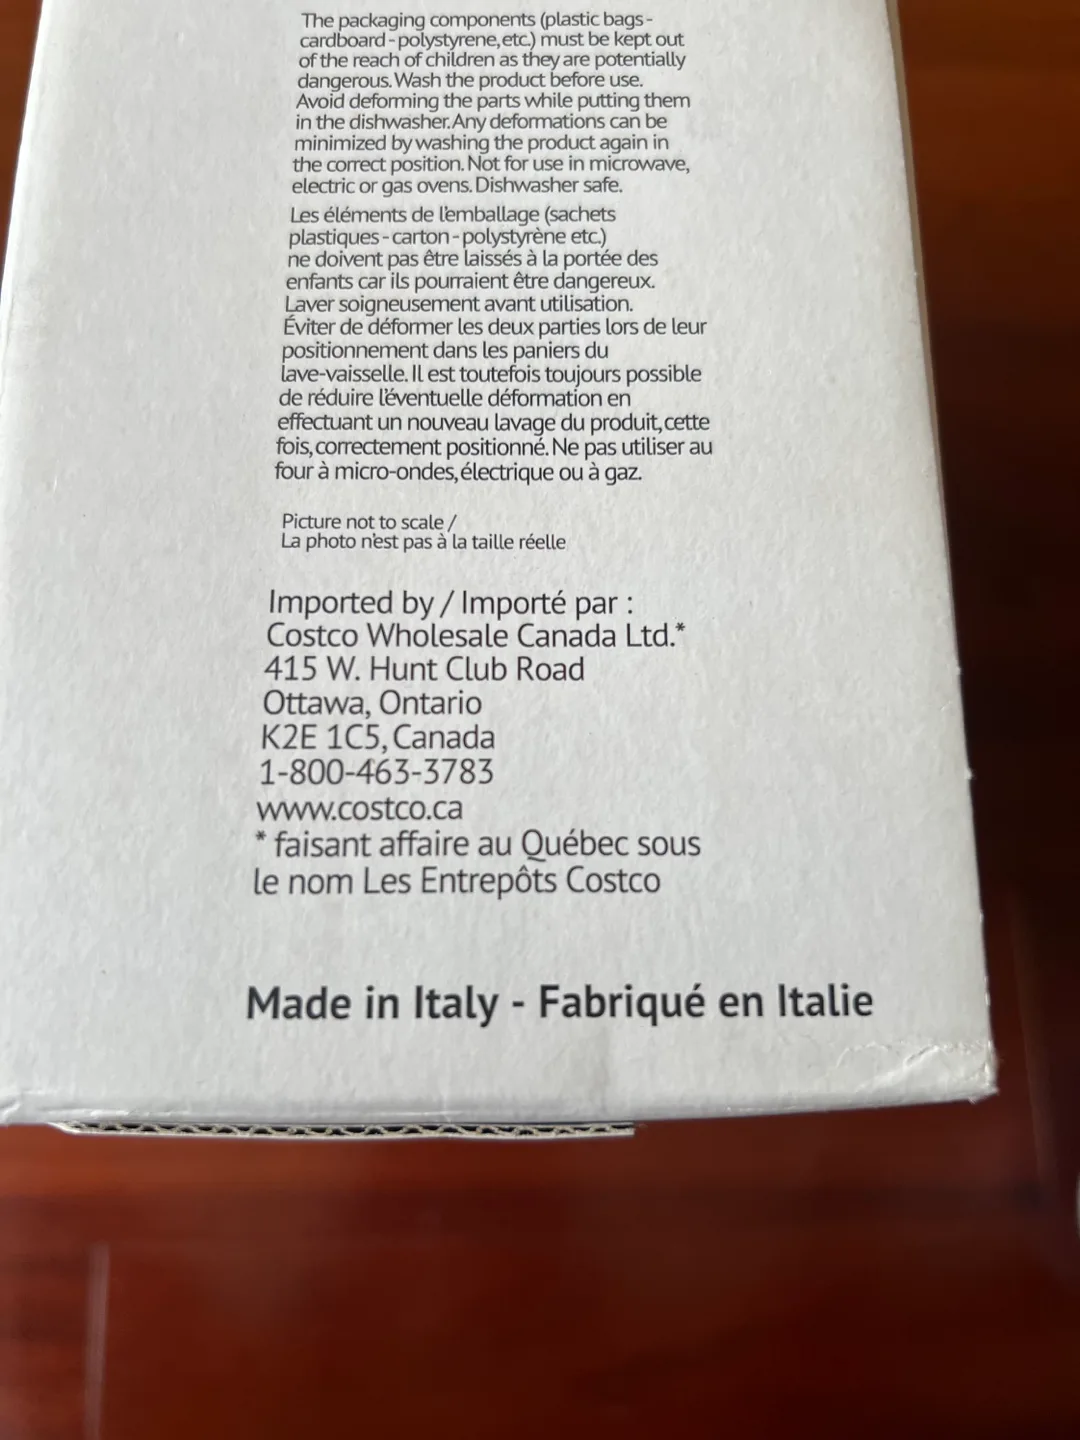 The packaging components (plastic bags -
cardboard - polystyrene, etc.) must be kept out
of the reach of children as they are potentially
dangerous. Wash the product before use.
Avoid deforming the parts while putting them
in the dishwasher. Any deformations can be
minimized by washing the product again in
the correct position. Not for use in microwave,
electric or gas ovens. Dishwasher safe.
Les éléments de l'emballage (sachets
plastiques - carton - polystyrène etc.)
ne doivent pas être laissés à la portée des
enfants car ils pourraient être dangereux.
Laver soigneusement avant utilisation.
Éviter de déformer les deux parties lors de leur
positionnement dans les paniers du
lave-vaisselle. Il est toutefois toujours possible
de réduire l'éventuelle déformation en
effectuant un nouveau lavage du produit, cette
fois, correctement positionné. Ne pas utiliser au
four à micro-ondes, électrique ou à gaz.
Picture not to scale /
La photo n'est pas à la taille réelle
Imported by / Importé par :
Costco Wholesale Canada Ltd.*
415 W. Hunt Club Road
Ottawa, Ontario
K2E 1C5, Canada
1-800-463-3783
www.costco.ca
* faisant affaire au Québec sous
le nom Les Entrepôts Costco
Made in Italy - Fabriqué en Italie